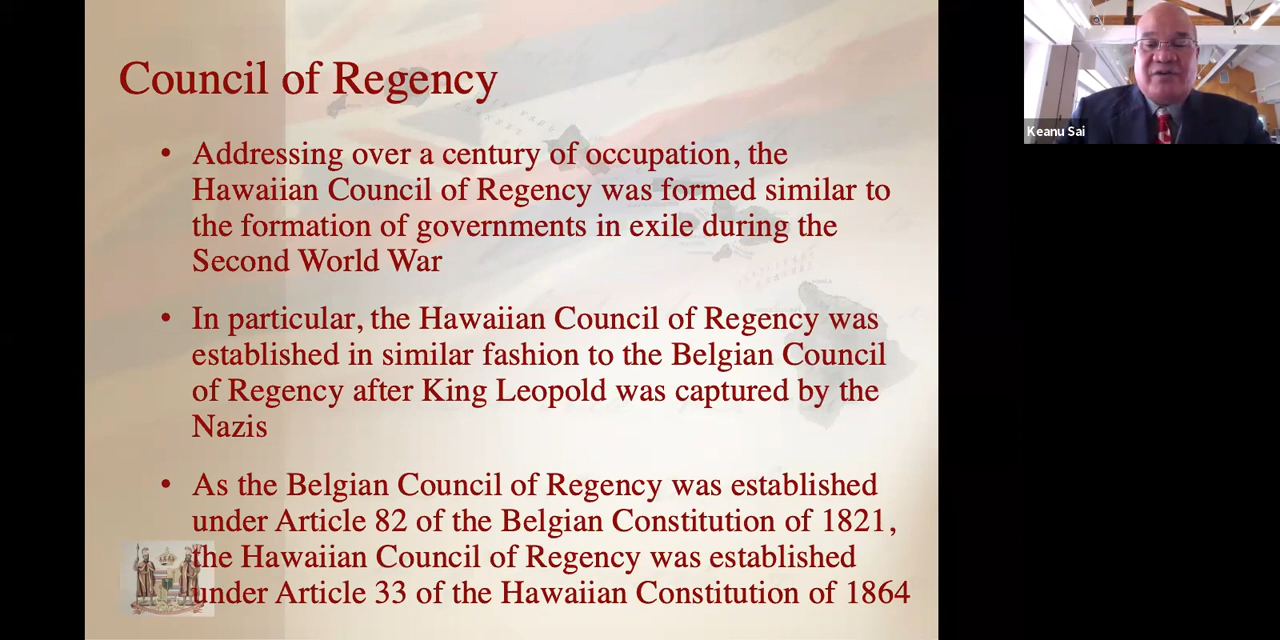 Council of Regency
• Addressing over a century of occupation, the
Hawaiian Council of Regency was formed similar to
the formation of governments in exile during the
Second World War
• In particular, the Hawaiian Council of Regency was
established in similar fashion to the Belgian Council
of Regency after King Leopold was captured by the
Nazis
• As the Belgian Council of Regency was established
under Article 82 of the Belgian Constitution of 1821,
the Hawaiian Council of Regency was established
under Article 33 of the Hawaiian Constitution of 1864
Keanu Sai